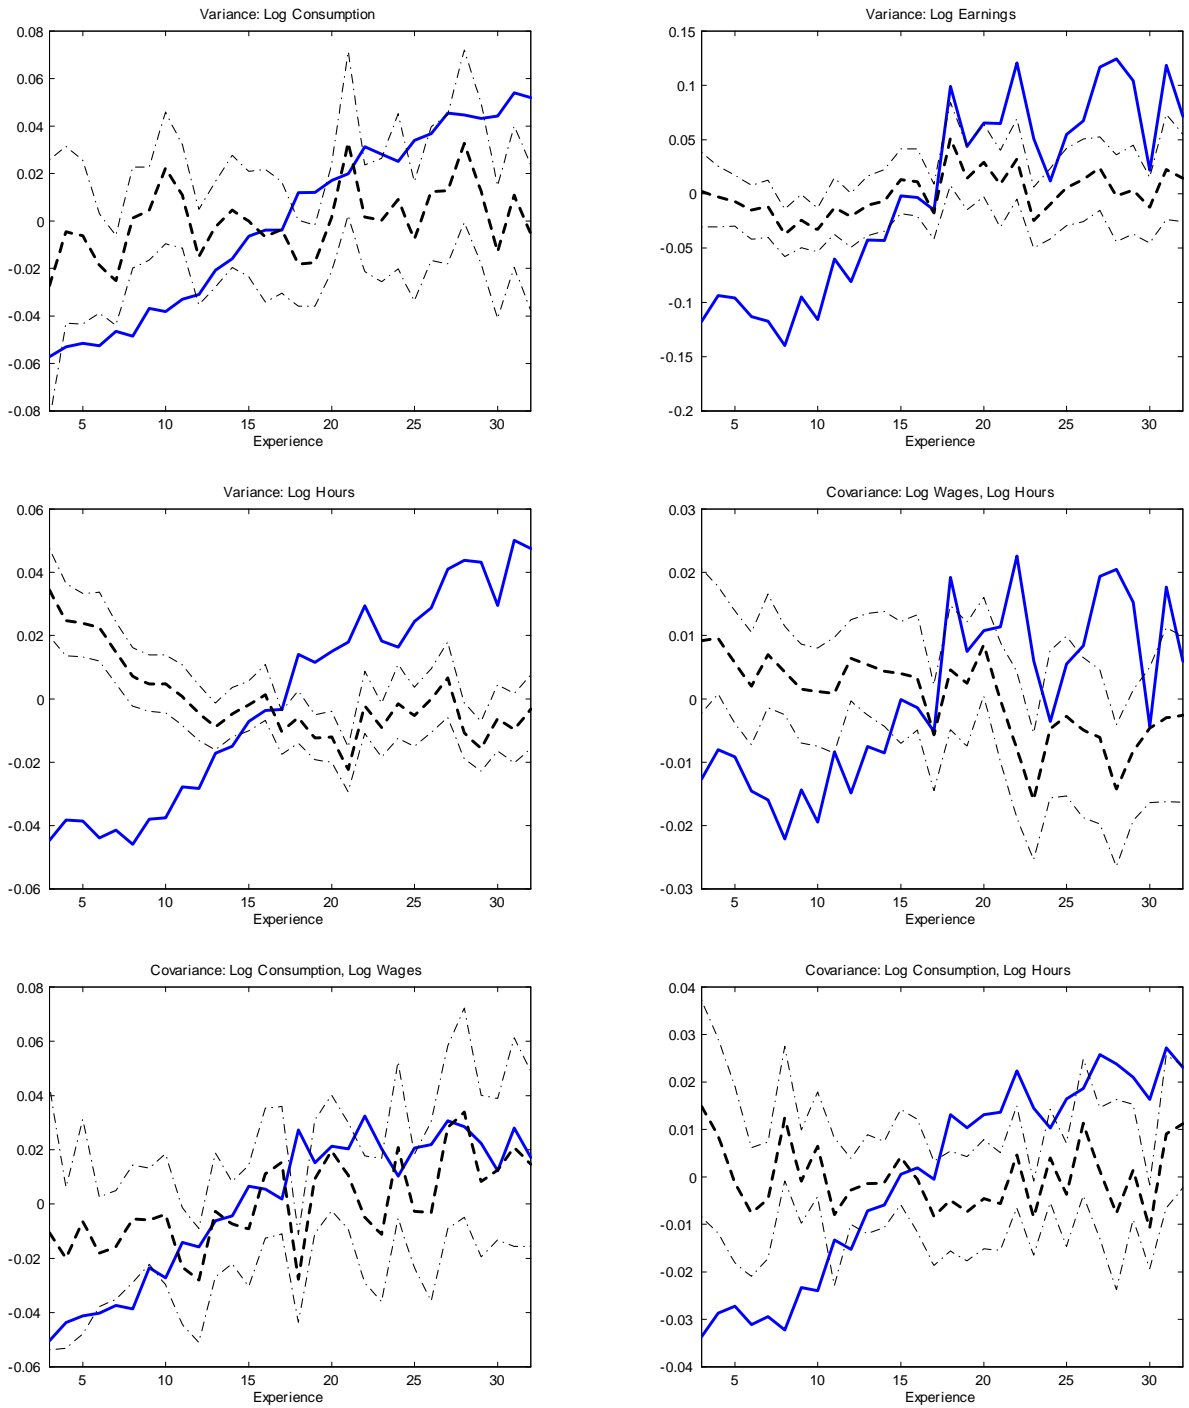 Variance: Log Consumption
0.08
0.06
0.04
0.02
0
-0.02
-0.04
-0.06
-0.08
5 10 15 20 25 30
Experience
Variance: Log Earnings
0.15
0.1
0.05
0
-0.05
-0.1
-0.15
-0.2
5 10 15 20 25 30
Experience
Variance: Log Hours
0.06
0.04
0.02
0
-0.02
-0.04
-0.06
5 10 15 20 25 30
Experience
Covariance: Log Wages, Log Hours
0.03
0.02
0.01
0
-0.01
-0.02
-0.03
5 10 15 20 25 30
Experience
Covariance: Log Consumption, Log Wages
0.08
0.06
0.04
0.02
0
-0.02
-0.04
-0.06
5 10 15 20 25 30
Experience
Covariance: Log Consumption, Log Hours
0.04
0.03
0.02
0.01
0
-0.01
-0.02
-0.03
-0.04
5 10 15 20 25 30
Experience